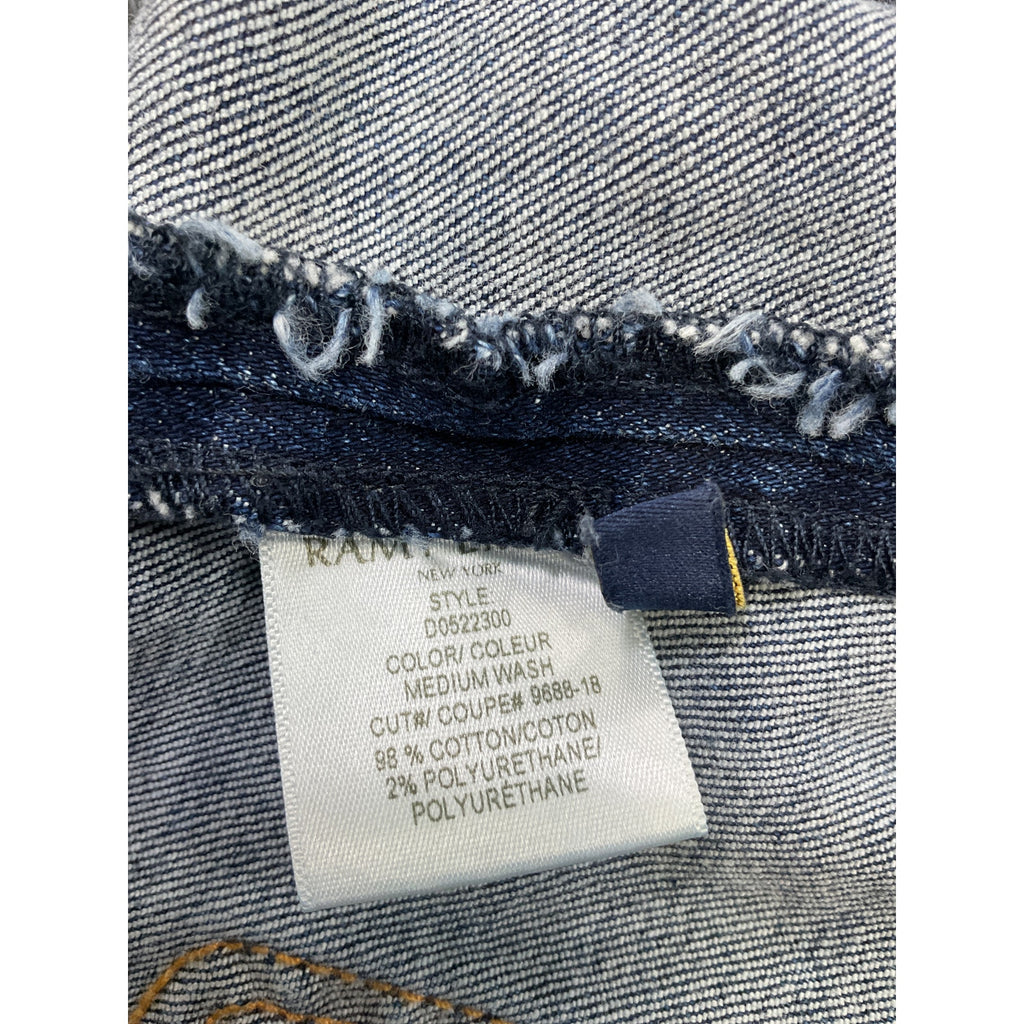 NEW YORK
STYLE
D0522300
COLOR/ COLEUR
MEDIUM WASH
CUT#/ COUPE# 9688-18
98 % COTTON/COTON
2% POLYURETHANE/
POLYURÉTHANE